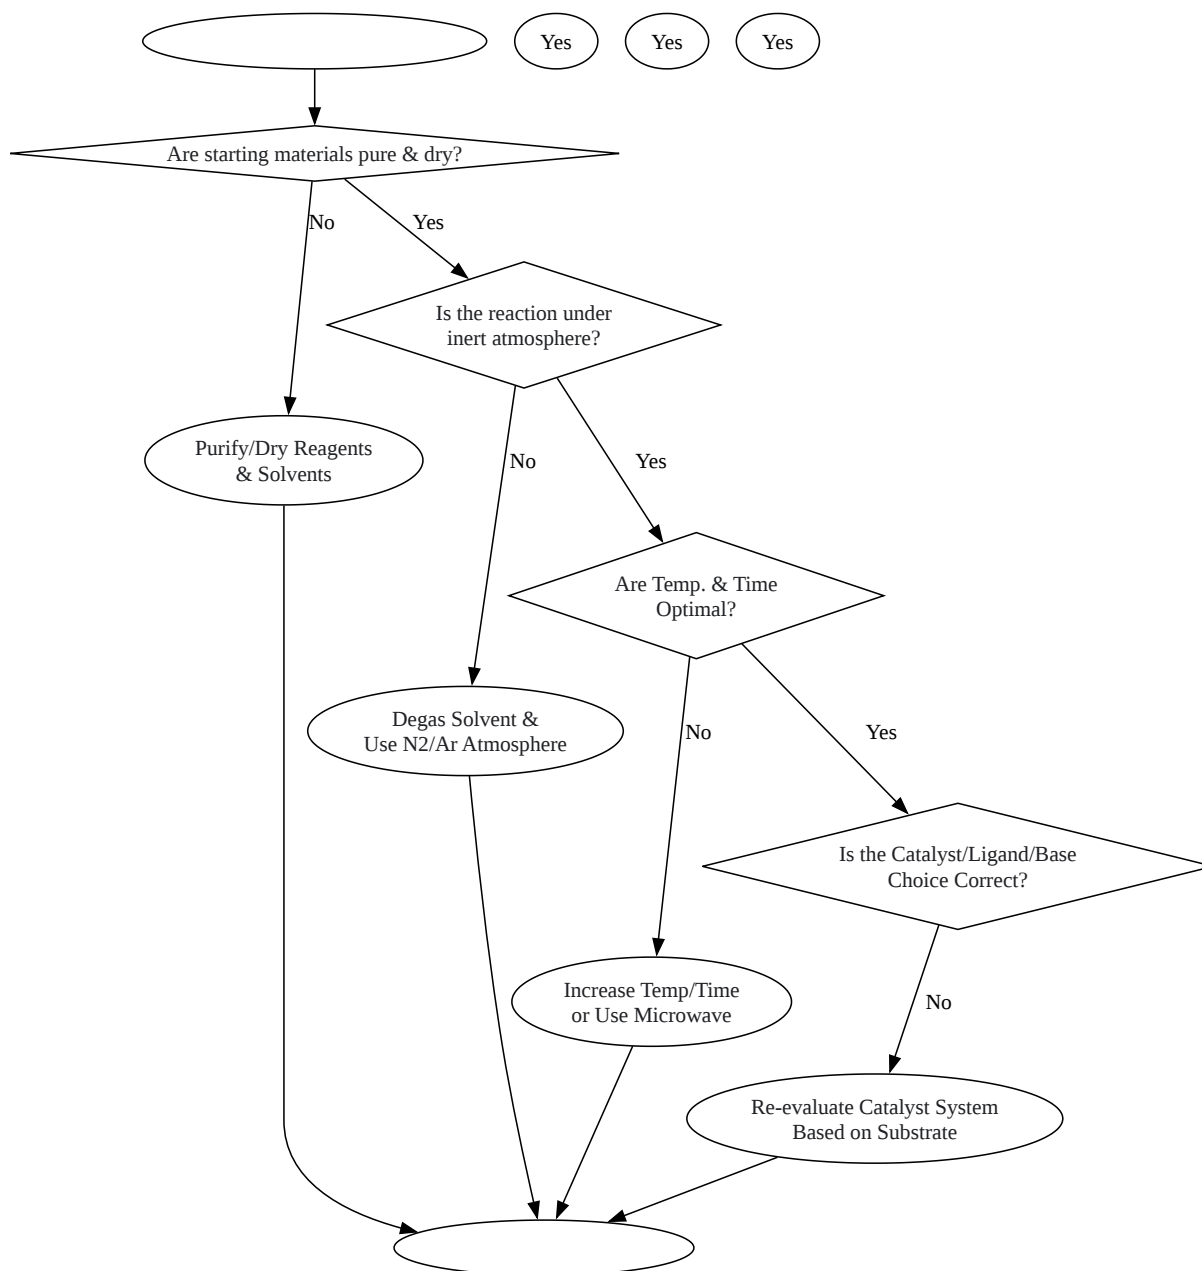 Yes
Yes
Yes
Are starting materials pure & dry?
No
Yes
Is the reaction under
inert atmosphere?
Purify/Dry Reagents
& Solvents
No
Yes
Are Temp. & Time
Optimal?
Degas Solvent &
Use N2/Ar Atmosphere
No
Yes
Is the Catalyst/Ligand/Base
Choice Correct?
Increase Temp/Time
or Use Microwave
No
Re-evaluate Catalyst System
Based on Substrate